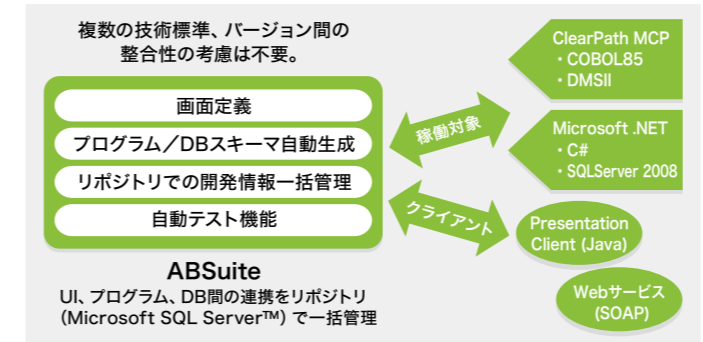 複数の技術標準、バージョン間の
整合性の考慮は不要。
画面定義
プログラム／DBスキーマ自動生成
リポジトリでの開発情報一括管理
自動テスト機能
ABSuite
UI、プログラム、DB間の連携をリポジトリ
（Microsoft SQL Server™）で一括管理
稼働対象
クライアント
ClearPath MCP
・COBOL85
・DMSII
Microsoft .NET
・C#
・SQLServer 2008
Presentation
Client (Java)
Webサービス
(SOAP)